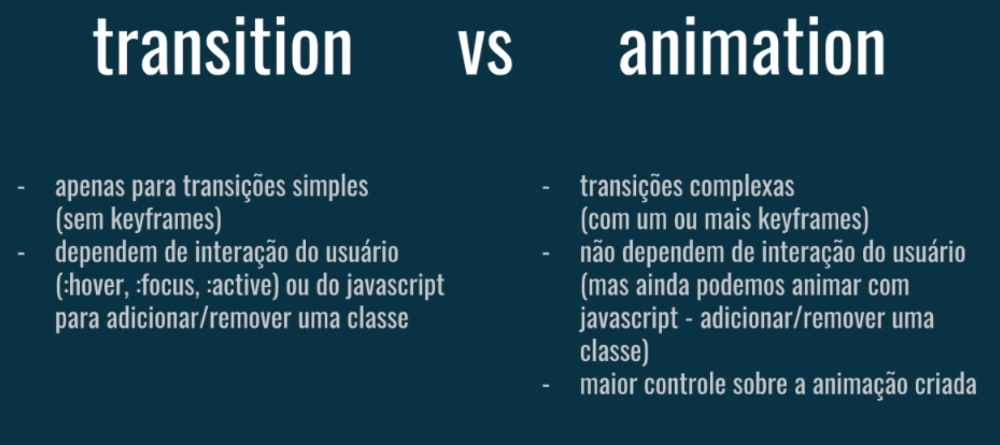 transition vs animation
- apenas para transições simples
(sem keyframes)
- dependem de interação do usuário
(:hover, :focus, :active) ou do javascript
para adicionar/remover uma classe
- transições complexas
(com um ou mais keyframes)
- não dependem de interação do usuário
(mas ainda podemos animar com
javascript - adicionar/remover uma
classe)
- maior controle sobre a animação criada